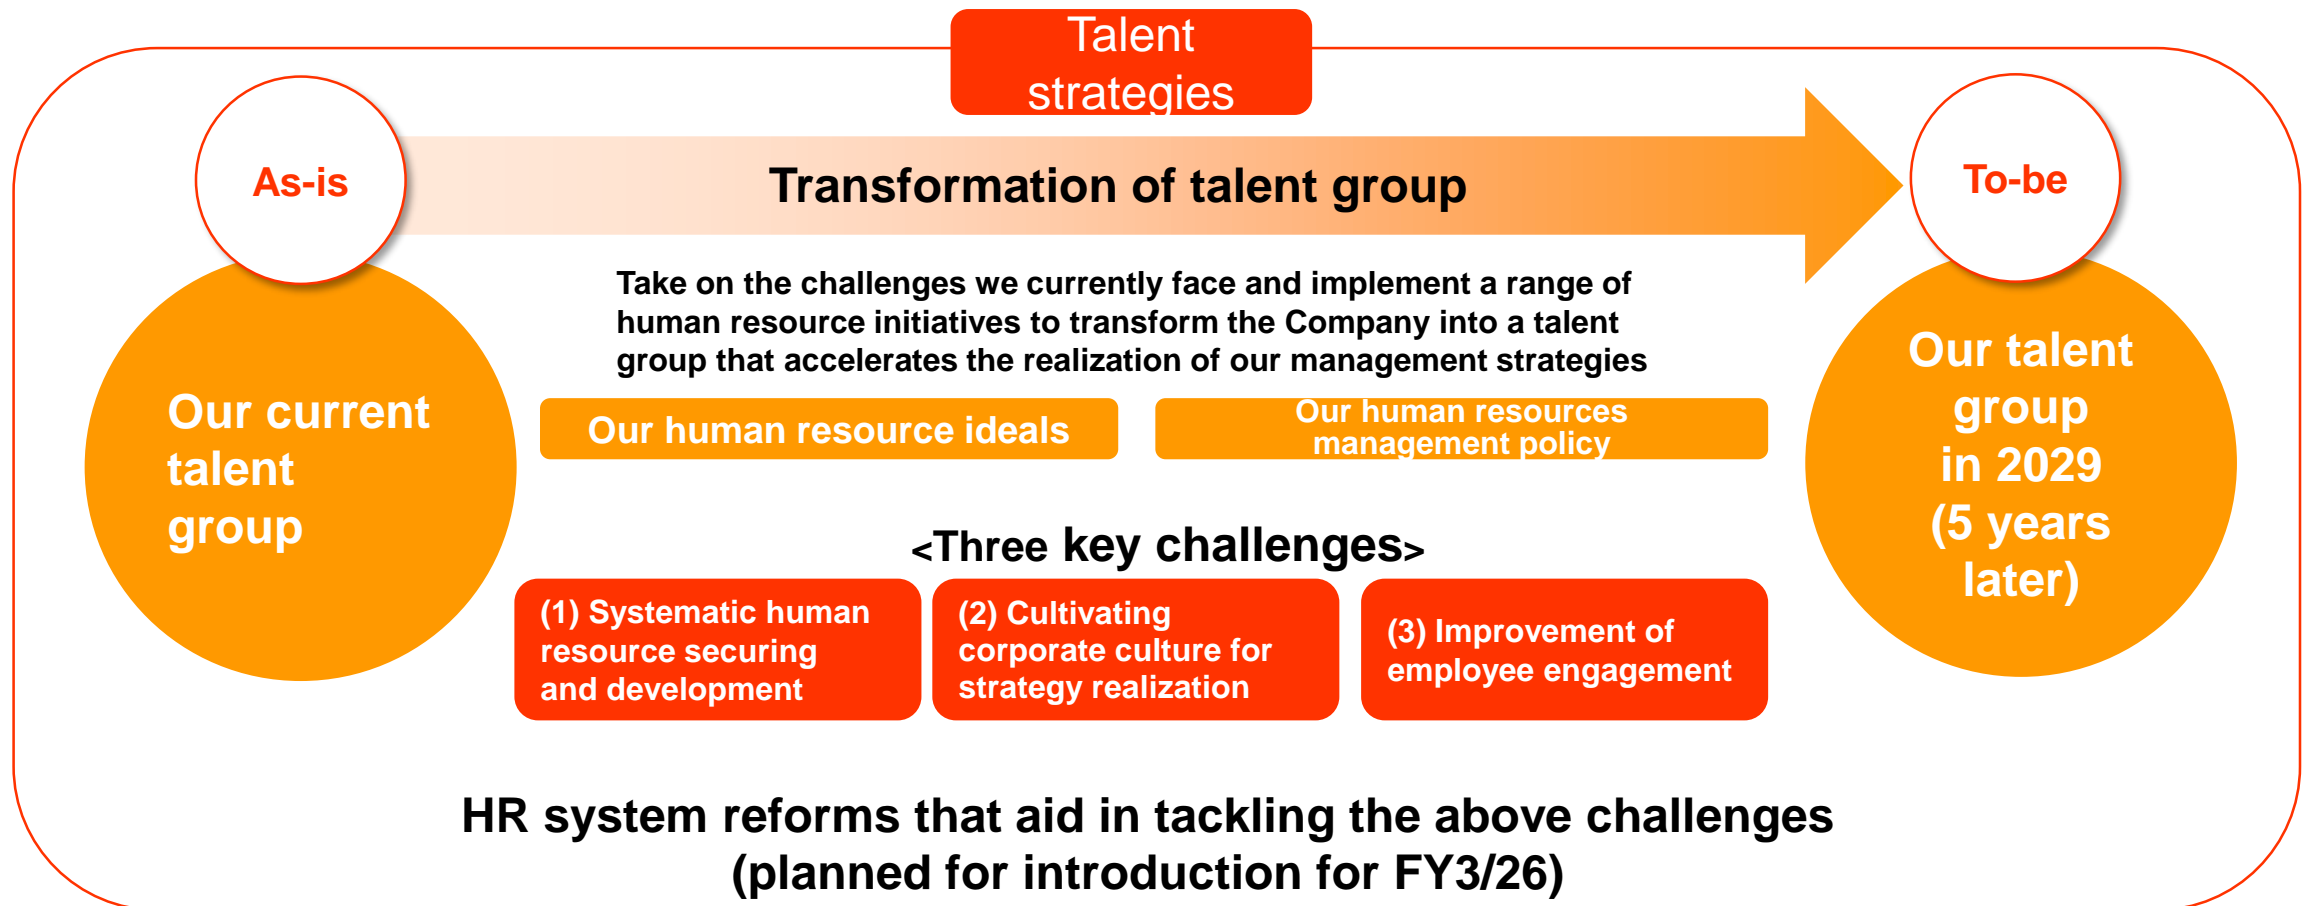 Talent
strategies
As-is
Transformation of talent group
To-be
Take on the challenges we currently face and implement a range of
human resource initiatives to transform the Company into a talent
group that accelerates the realization of our management strategies
Our current
talent
group
Our human resource ideals
Our human resources
management policy
Our talent
group
in 2029
(5 years
later)
<Three key challenges>
(1) Systematic human
resource securing
and development
(2) Cultivating
corporate culture for
strategy realization
(3) Improvement of
employee engagement
HR system reforms that aid in tackling the above challenges
(planned for introduction for FY3/26)